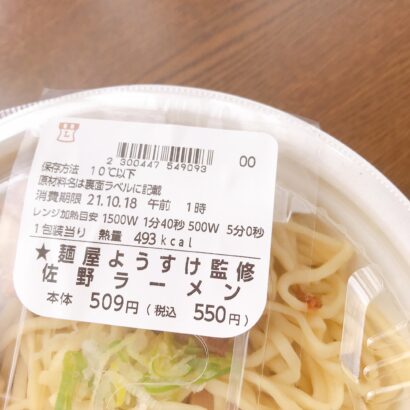 2 300447 549093
00
保存方法 10℃以下
原材料名は裏面ラベルに記載
消費期限 21.10.18 午前 1時
レンジ加熱目安 1500W 1分40秒 500W 5分0秒
1包装当り 熱量 493kcal
★麺屋ようすけ監修
佐野ラーメン
本体 509円(税込 550円)